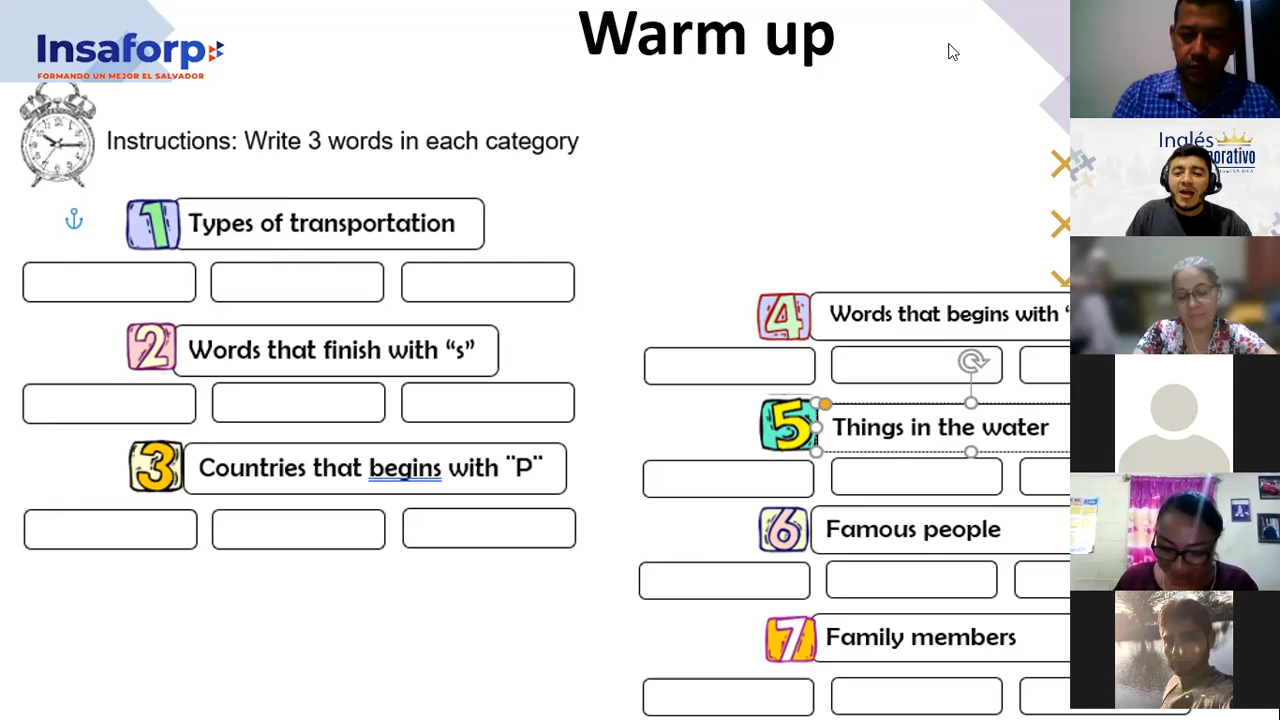 Warm up
Insaforp
FORMANDO UN MEJOR EL SALVADOR
Instructions: Write 3 words in each category
1 Types of transportation
2 Words that finish with “s”
3 Countries that begins with ¨P¨
4 Words that begins with “
5 Things in the water
6 Famous people
7 Family members
Inglés